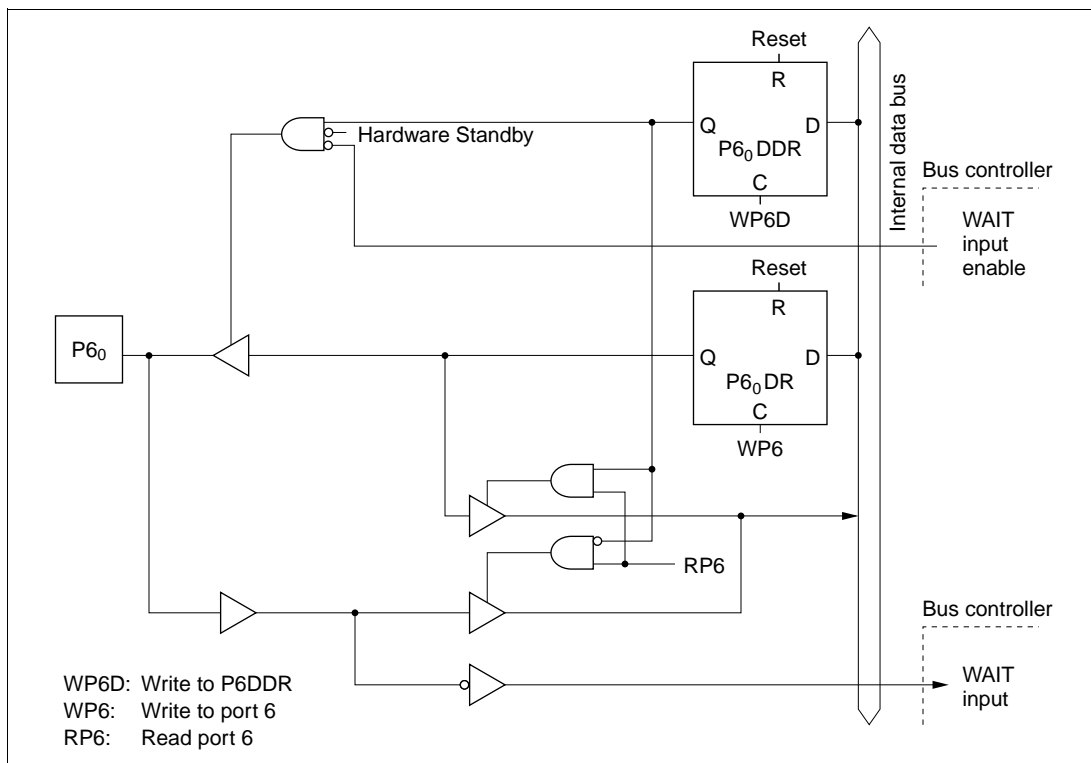 Reset
R
Q
D
P6₀ DDR
C
WP6D
Hardware Standby
Internal data bus
Bus controller
WAIT
input
enable
Reset
R
Q
D
P6₀ DR
C
WP6
P6₀
RP6
Bus controller
WAIT
input
WP6D: Write to P6DDR
WP6: Write to port 6
RP6: Read port 6